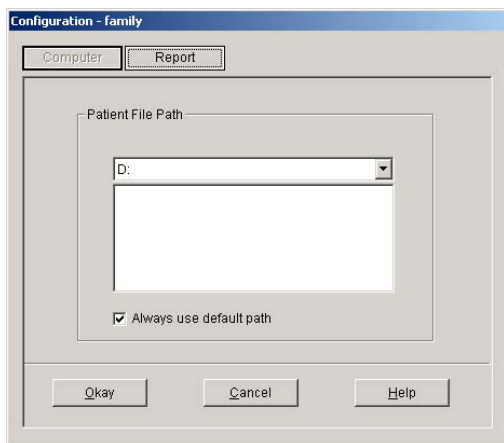 Configuration - family
Computer Report
Patient File Path
D:
Always use default path
Okay Cancel Help